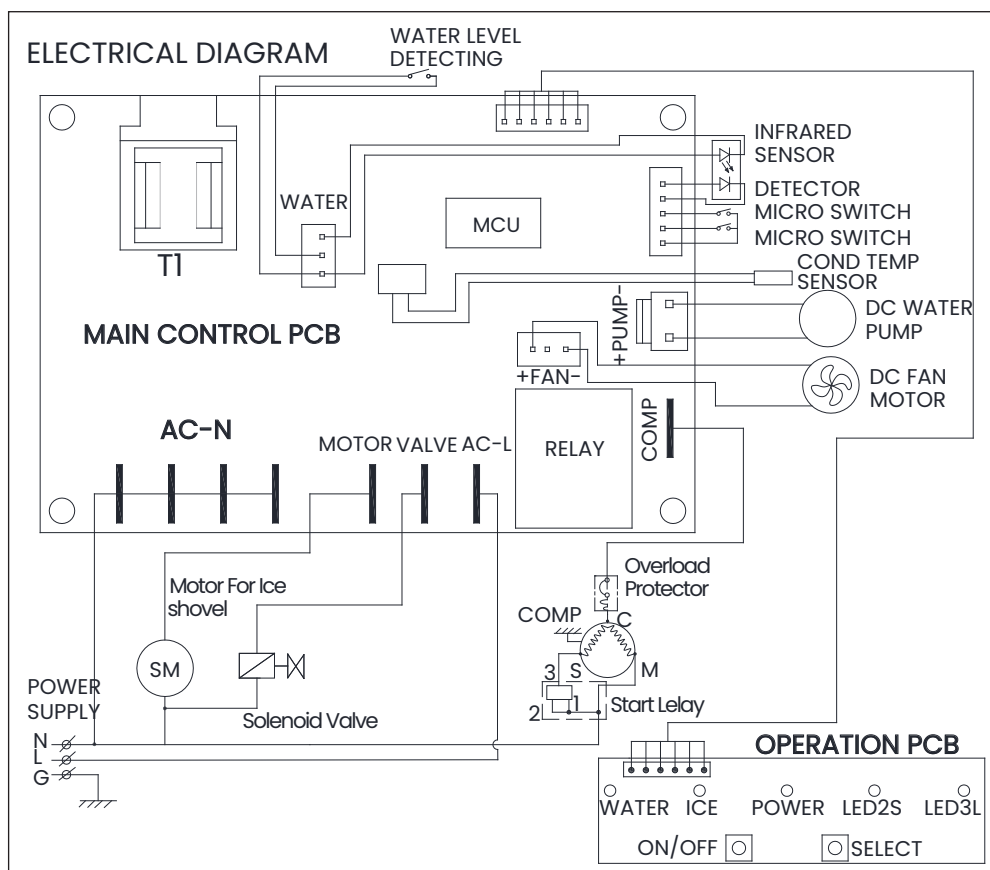 ELECTRICAL DIAGRAM
WATER LEVEL
DETECTING
INFRARED
SENSOR
DETECTOR
MICRO SWITCH
MICRO SWITCH
COND TEMP
SENSOR
WATER
MCU
T1
MAIN CONTROL PCB
+PUMP-
DC WATER
PUMP
+FAN-
DC FAN
MOTOR
AC-N
MOTOR
VALVE
AC-L
RELAY
COMP
Motor For Ice
shovel
SM
Solenoid Valve
Overload
Protector
COMP
C
3
S
M
1
2
Start Lelay
POWER
SUPPLY
N
L
G
OPERATION PCB
WATER
ICE
POWER
LED2S
LED3L
ON/OFF
SELECT